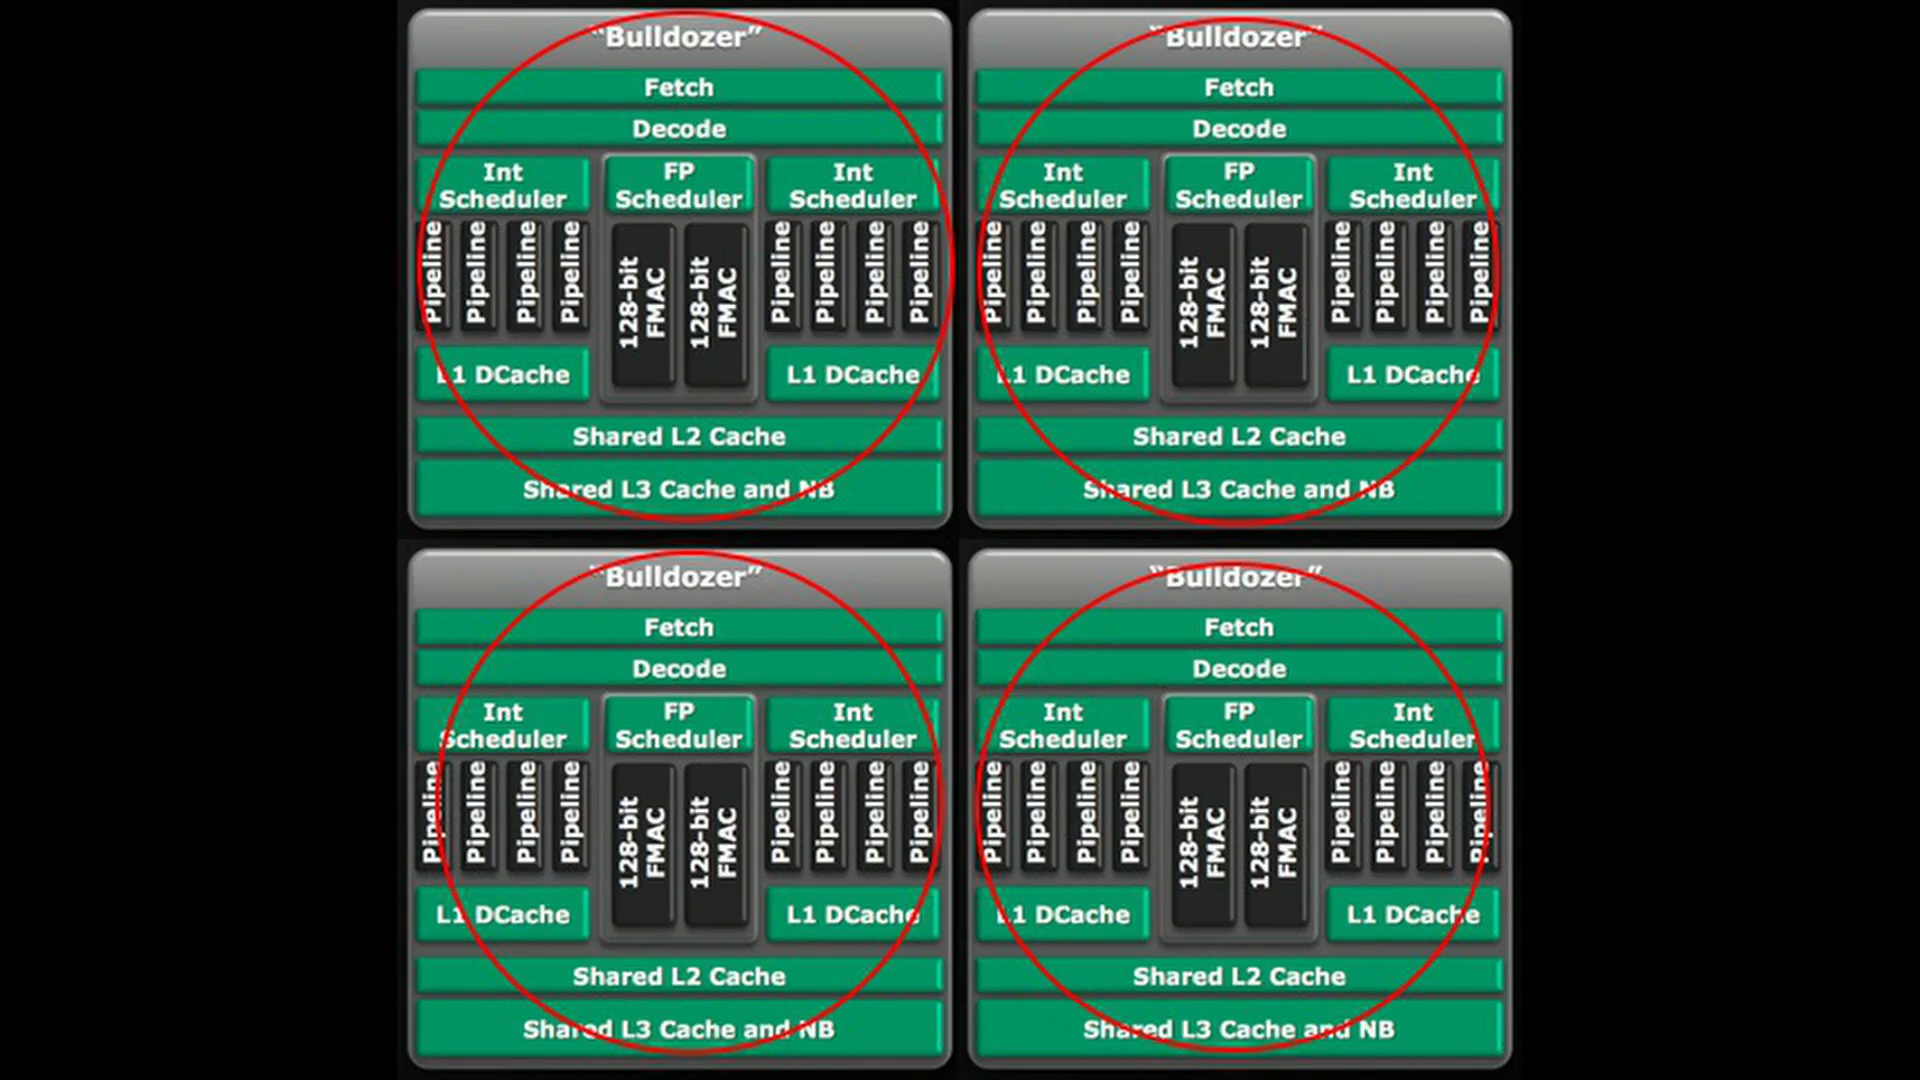 "Bulldozer"
Fetch
Decode
Int
Scheduler
FP
Scheduler
Int
Scheduler
Pipeline
Pipeline
Pipeline
Pipeline
128-bit
FMAC
128-bit
FMAC
Pipeline
Pipeline
Pipeline
Pipeline
L1 DCache
L1 DCache
Shared L2 Cache
Shared L3 Cache and NB
"Bulldozer"
Fetch
Decode
Int
Scheduler
FP
Scheduler
Int
Scheduler
Pipeline
Pipeline
Pipeline
Pipeline
128-bit
FMAC
128-bit
FMAC
Pipeline
Pipeline
Pipeline
Pipeline
L1 DCache
L1 DCache
Shared L2 Cache
Shared L3 Cache and NB
"Bulldozer"
Fetch
Decode
Int
Scheduler
FP
Scheduler
Int
Scheduler
Pipeline
Pipeline
Pipeline
Pipeline
128-bit
FMAC
128-bit
FMAC
Pipeline
Pipeline
Pipeline
Pipeline
L1 DCache
L1 DCache
Shared L2 Cache
Shared L3 Cache and NB
"Bulldozer"
Fetch
Decode
Int
Scheduler
FP
Scheduler
Int
Scheduler
Pipeline
Pipeline
Pipeline
Pipeline
128-bit
FMAC
128-bit
FMAC
Pipeline
Pipeline
Pipeline
Pipeline
L1 DCache
L1 DCache
Shared L2 Cache
Shared L3 Cache and NB